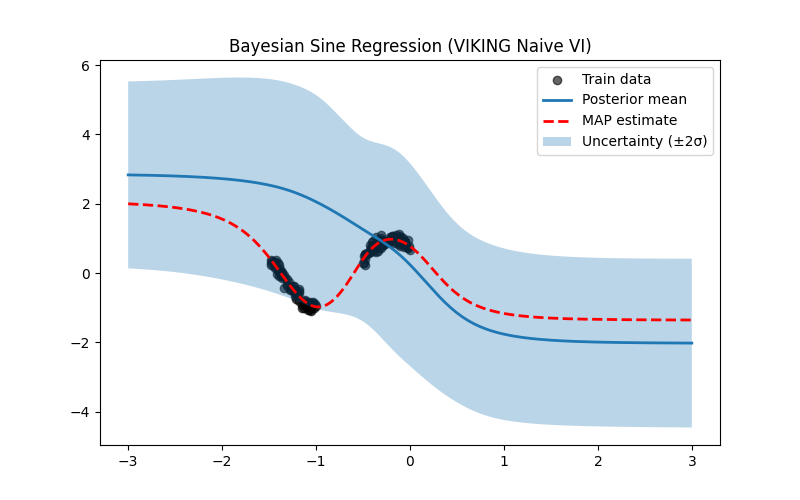 Bayesian Sine Regression (VIKING Naive VI)
6
4
2
0
−2
−4
−3
−2
−1
0
1
2
3
Train data
Posterior mean
MAP estimate
Uncertainty (±2σ)